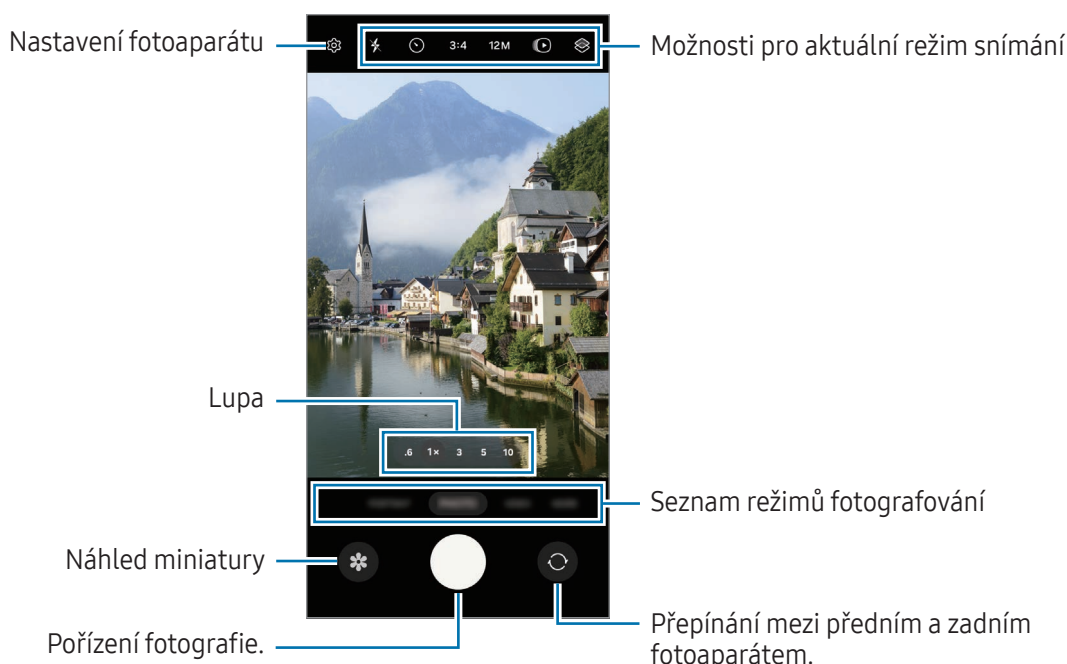 Nastavení fotoaparátu
3:4 12M
Možnosti pro aktuální režim snímání
Lupa
.6 1× 3 5 10
Seznam režimů fotografování
Náhled miniatury
Pořízení fotografie.
Přepínání mezi předním a zadním
fotoaparátem.